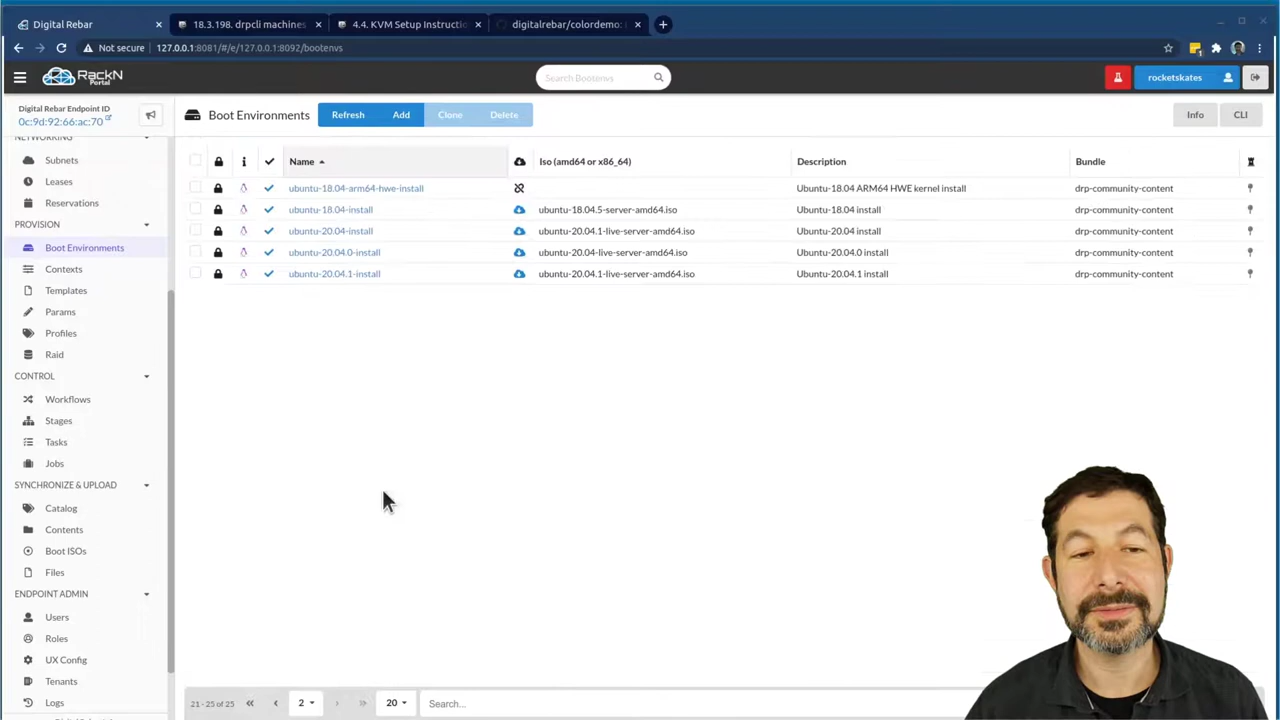 Digital Rebar
18.3.198. drpcli machines
4.4. KVM Setup Instructio
digitalrebar/colordemo:
Not secure 127.0.0.1:8081/#/e/127.0.0.1:8092/bootenvs
RackN
Portal
Search Bootenvs
rocketskates
Digital Rebar Endpoint ID
0c:9d:92:66:ac:70
Boot Environments
Refresh
Add
Clone
Delete
Info
CLI
NETWORKING
Subnets
Leases
Reservations
PROVISION
Boot Environments
Contexts
Templates
Params
Profiles
Raid
CONTROL
Workflows
Stages
Tasks
Jobs
SYNCHRONIZE & UPLOAD
Catalog
Contents
Boot ISOs
Files
ENDPOINT ADMIN
Users
Roles
UX Config
Tenants
Logs
Name Iso (amd64 or x86_64) Description Bundle
ubuntu-18.04-arm64-hwe-install Ubuntu-18.04 ARM64 HWE kernel install drp-community-content
ubuntu-18.04-install ubuntu-18.04.5-server-amd64.iso Ubuntu-18.04 install drp-community-content
ubuntu-20.04-install ubuntu-20.04.1-live-server-amd64.iso Ubuntu-20.04 install drp-community-content
ubuntu-20.04.0-install ubuntu-20.04-live-server-amd64.iso Ubuntu-20.04.0 install drp-community-content
ubuntu-20.04.1-install ubuntu-20.04.1-live-server-amd64.iso Ubuntu-20.04.1 install drp-community-content
21 - 25 of 25
2
20
Search...